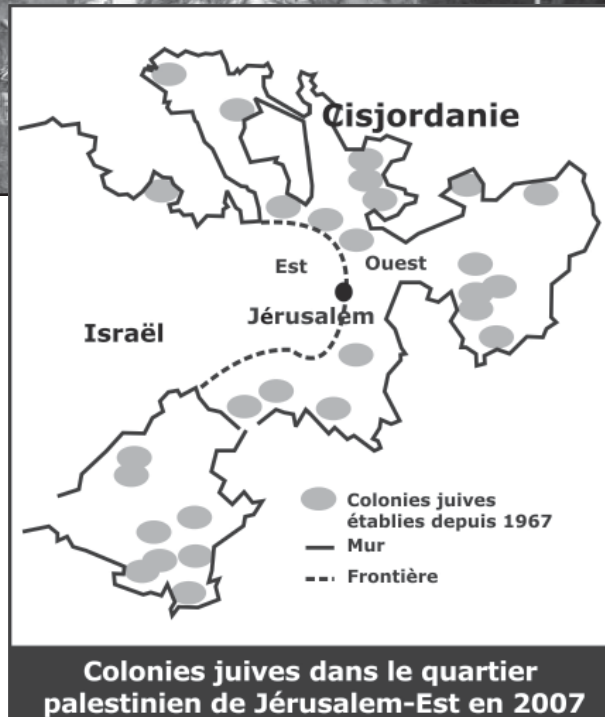 Cisjordanie
Est
Ouest
Jérusalem
Israël
Colonies juives
établies depuis 1967
Mur
Frontière
Colonies juives dans le quartier
palestinien de Jérusalem-Est en 2007